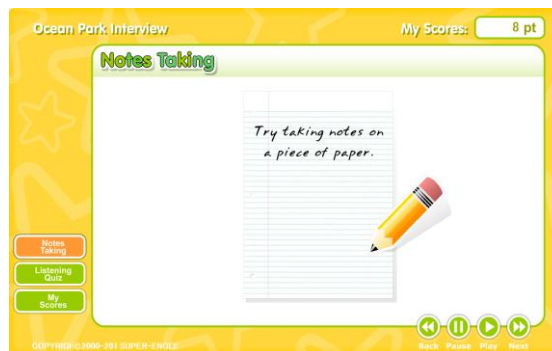 Ocean Park Interview
My Scores: 8 pt
Notes Taking
Try taking notes on
a piece of paper.
Notes
Taking
Listening
Quiz
My
Scores
Back Pause Play Next